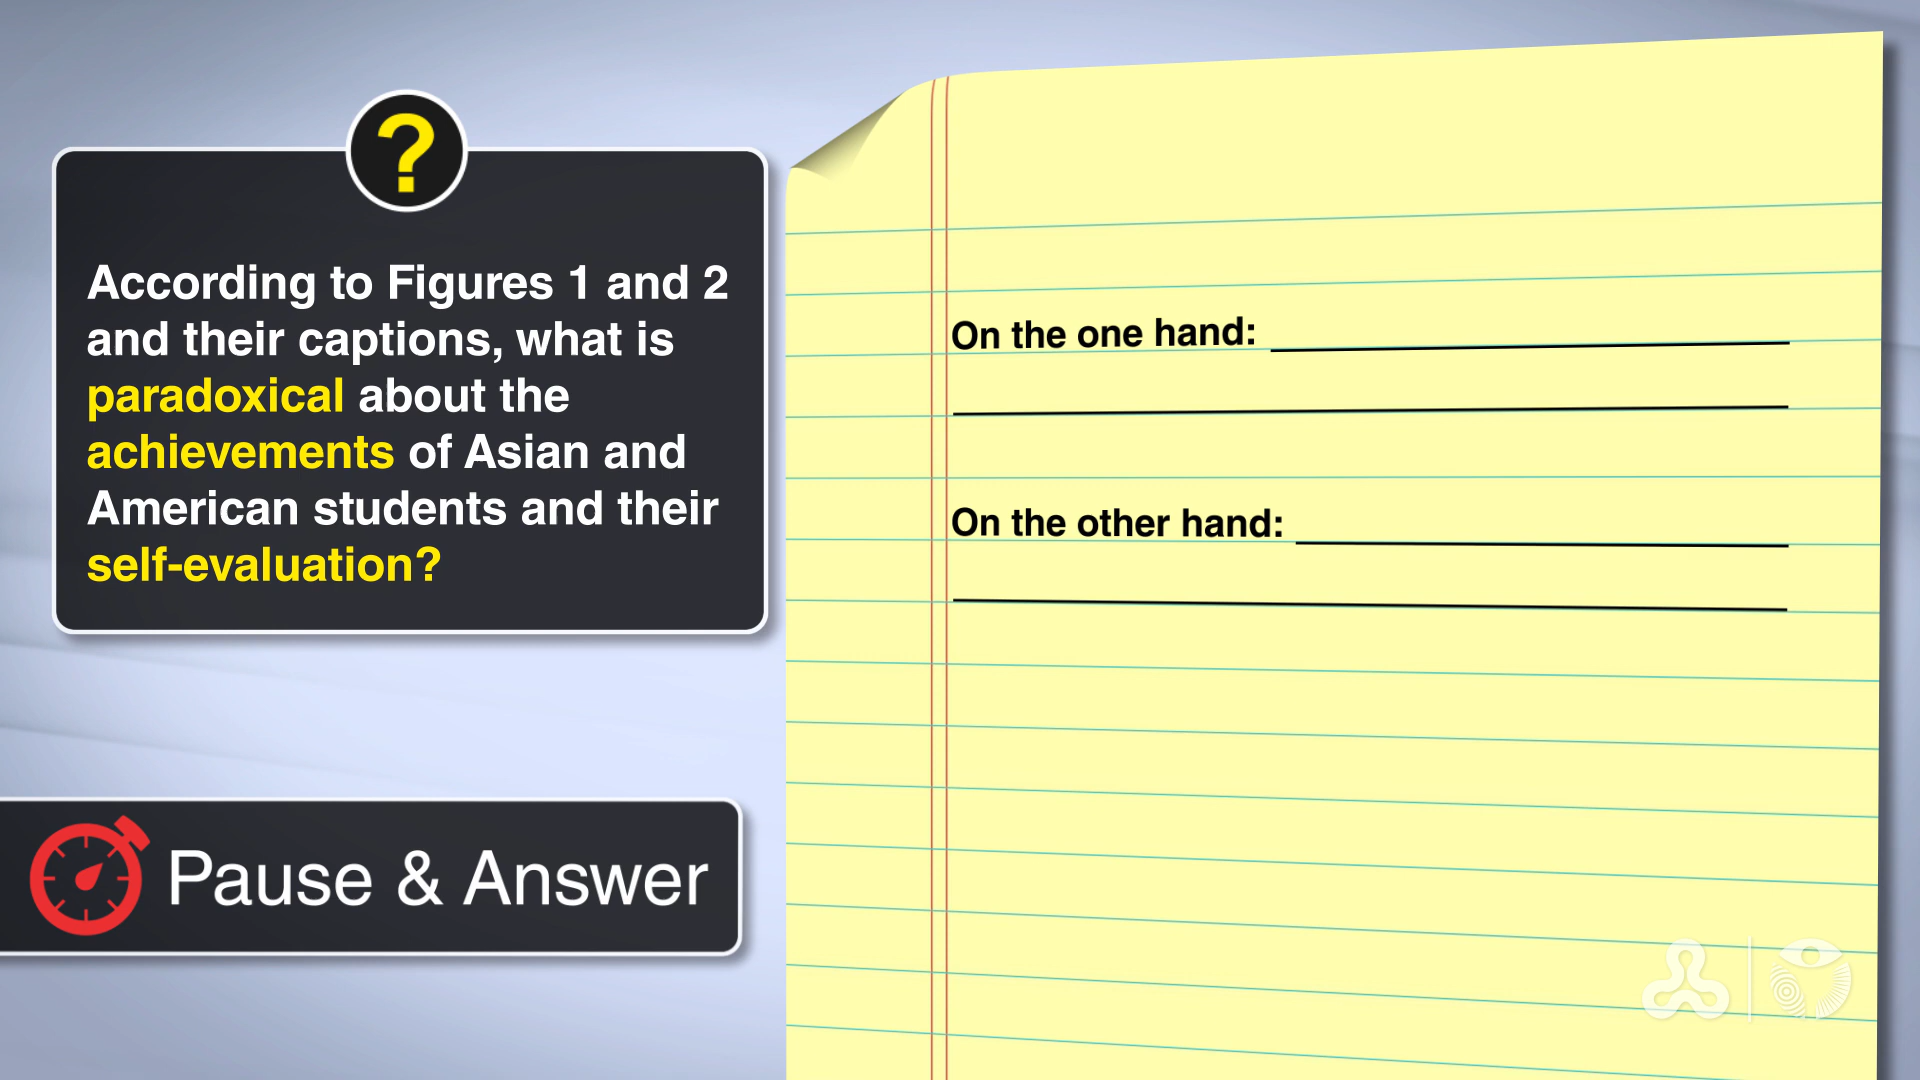 ?
According to Figures 1 and 2
and their captions, what is
paradoxical about the
achievements of Asian and
American students and their
self-evaluation?
Pause & Answer
On the one hand:
On the other hand: